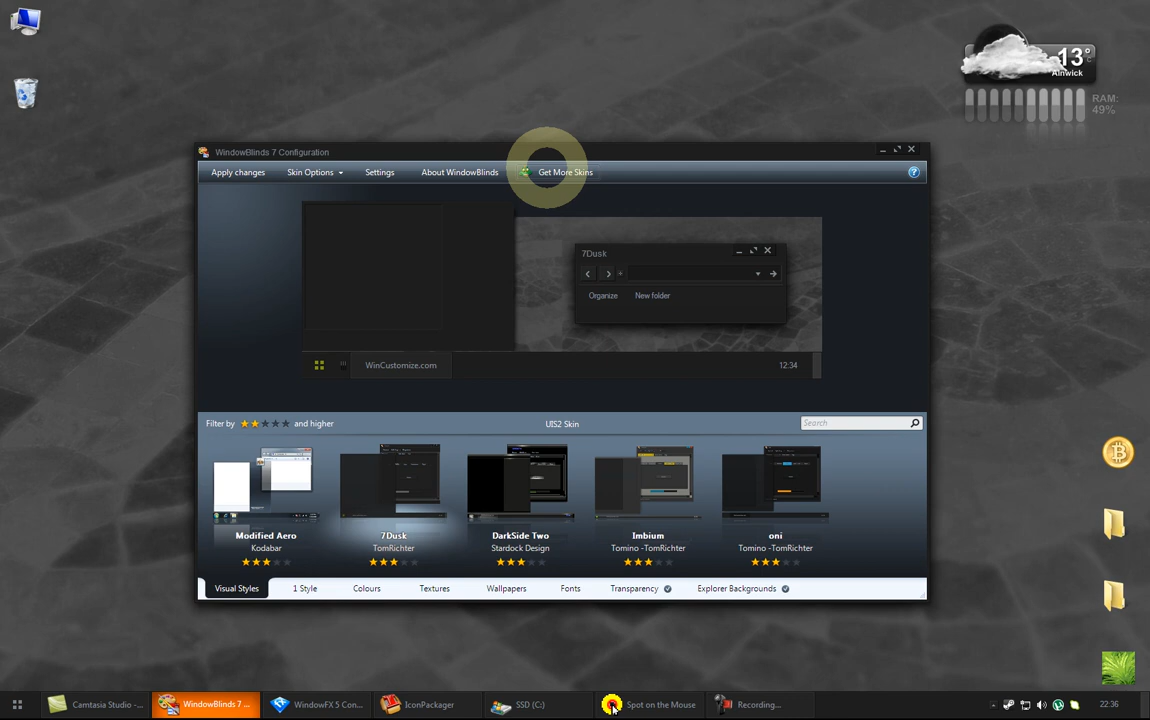 13°
Alnwick
RAM:
49%
WindowBlinds 7 Configuration
Apply changes
Skin Options
Settings
About WindowBlinds
Get More Skins
?
7Dusk
Organize
New folder
WinCustomize.com
12:34
Filter by
and higher
UIS2 Skin
Search
Modified Aero
Kodabar
7Dusk
TomRichter
DarkSide Two
Stardock Design
Imbium
Tomino -TomRichter
oni
Tomino -TomRichter
Visual Styles
1 Style
Colours
Textures
Wallpapers
Fonts
Transparency
Explorer Backgrounds
Camtasia Studio -...
WindowBlinds 7 ...
WindowFX 5 Con...
IconPackager
SSD (C:)
Spot on the Mouse
Recording...
22:36